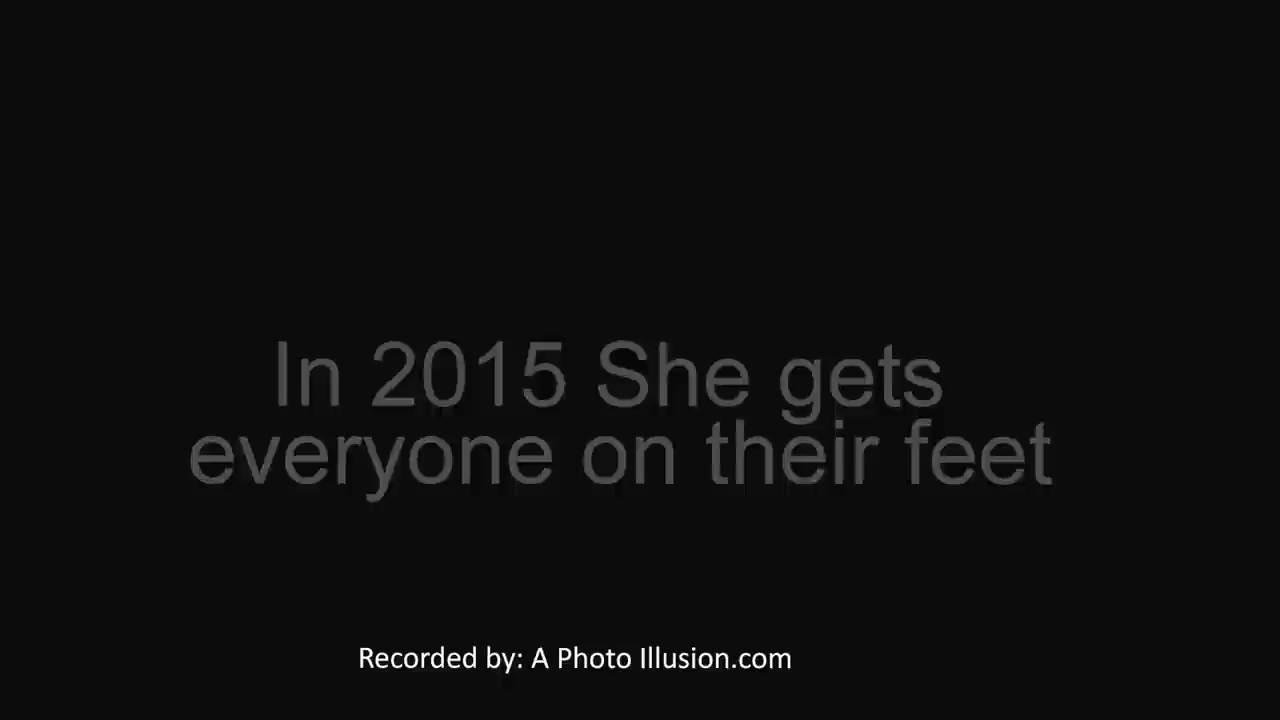 In 2015 She gets
everyone on their feet
Recorded by: A Photo Illusion.com